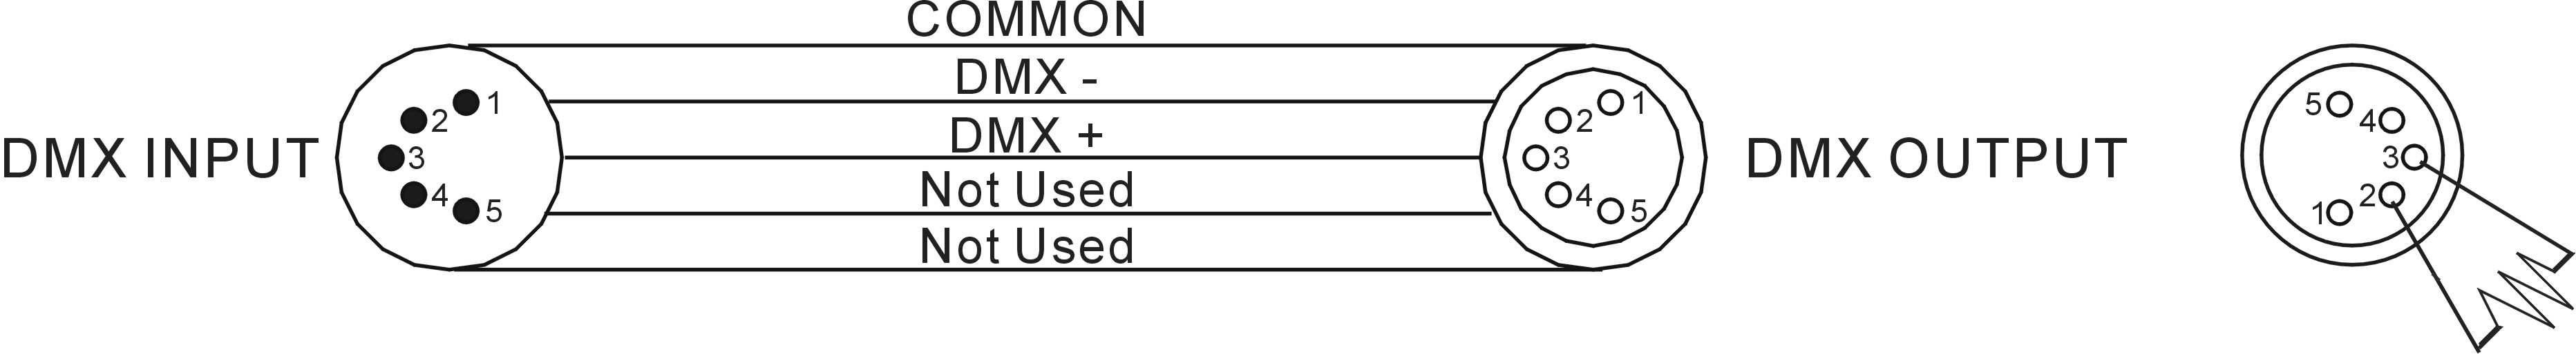 COMMON
DMX -
DMX +
Not Used
Not Used
DMX INPUT
1
2
3
4
5
1
2
3
4
5
DMX OUTPUT
5
4
3
2
1